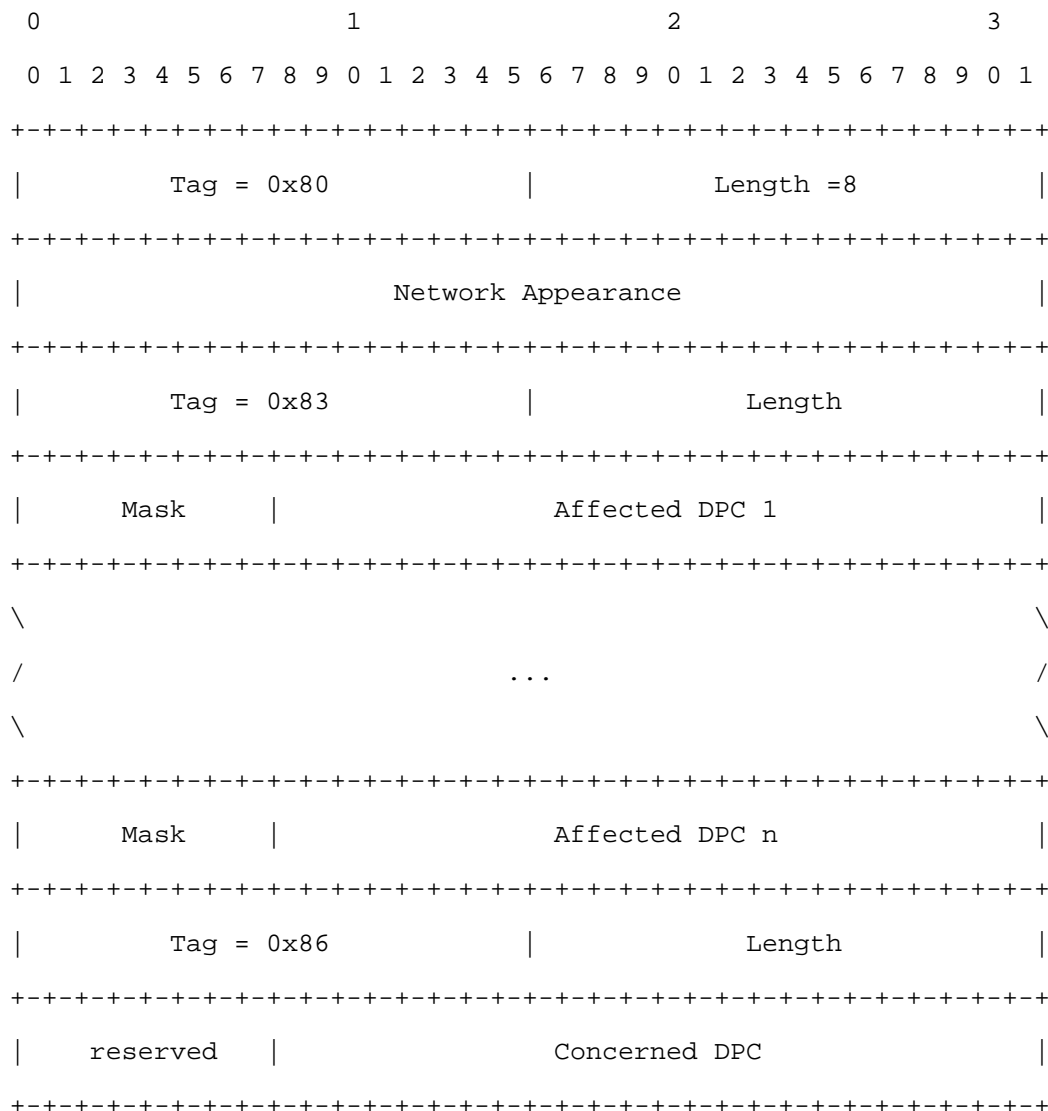 0                   1                   2                   3
 0 1 2 3 4 5 6 7 8 9 0 1 2 3 4 5 6 7 8 9 0 1 2 3 4 5 6 7 8 9 0 1
+-+-+-+-+-+-+-+-+-+-+-+-+-+-+-+-+-+-+-+-+-+-+-+-+-+-+-+-+-+-+-+-+
|         Tag = 0x80            |           Length =8           |
+-+-+-+-+-+-+-+-+-+-+-+-+-+-+-+-+-+-+-+-+-+-+-+-+-+-+-+-+-+-+-+-+
|                       Network Appearance                      |
+-+-+-+-+-+-+-+-+-+-+-+-+-+-+-+-+-+-+-+-+-+-+-+-+-+-+-+-+-+-+-+-+
|         Tag = 0x83            |             Length            |
+-+-+-+-+-+-+-+-+-+-+-+-+-+-+-+-+-+-+-+-+-+-+-+-+-+-+-+-+-+-+-+-+
|      Mask     |                 Affected DPC 1                |
+-+-+-+-+-+-+-+-+-+-+-+-+-+-+-+-+-+-+-+-+-+-+-+-+-+-+-+-+-+-+-+-+
\                                                               \
/                              ...                              /
\                                                               \
+-+-+-+-+-+-+-+-+-+-+-+-+-+-+-+-+-+-+-+-+-+-+-+-+-+-+-+-+-+-+-+-+
|      Mask     |                 Affected DPC n                |
+-+-+-+-+-+-+-+-+-+-+-+-+-+-+-+-+-+-+-+-+-+-+-+-+-+-+-+-+-+-+-+-+
|         Tag = 0x86            |             Length            |
+-+-+-+-+-+-+-+-+-+-+-+-+-+-+-+-+-+-+-+-+-+-+-+-+-+-+-+-+-+-+-+-+
|    reserved   |                 Concerned DPC                 |
+-+-+-+-+-+-+-+-+-+-+-+-+-+-+-+-+-+-+-+-+-+-+-+-+-+-+-+-+-+-+-+-+